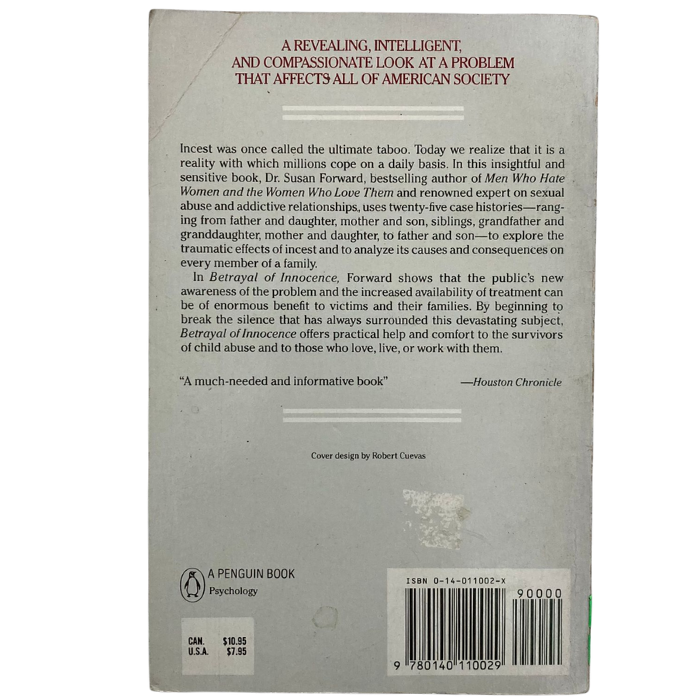 A REVEALING, INTELLIGENT,
AND COMPASSIONATE LOOK AT A PROBLEM
THAT AFFECTS ALL OF AMERICAN SOCIETY
Incest was once called the ultimate taboo. Today we realize that it is a
reality with which millions cope on a daily basis. In this insightful and
sensitive book, Dr. Susan Forward, bestselling author of Men Who Hate
Women and the Women Who Love Them and renowned expert on sexual
abuse and addictive relationships, uses twenty-five case histories—rang-
ing from father and daughter, mother and son, siblings, grandfather and
granddaughter, mother and daughter, to father and son—to explore the
traumatic effects of incest and to analyze its causes and consequences on
every member of a family.
In Betrayal of Innocence, Forward shows that the public's new
awareness of the problem and the increased availability of treatment can
be of enormous benefit to victims and their families. By beginning to
break the silence that has always surrounded this devastating subject,
Betrayal of Innocence offers practical help and comfort to the survivors
of child abuse and to those who love, live, or work with them.
"A much-needed and informative book" —Houston Chronicle
Cover design by Robert Cuevas
A PENGUIN BOOK
Psychology
CAN. $10.95
U.S.A. $7.95
ISBN 0-14-011002-X
90000
9 780140 110029